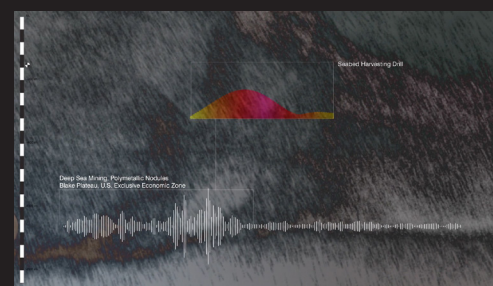 Seabed Harvesting Drill
Deep Sea Mining, Polymetallic Nodules
Blake Plateau, U.S. Exclusive Economic Zone